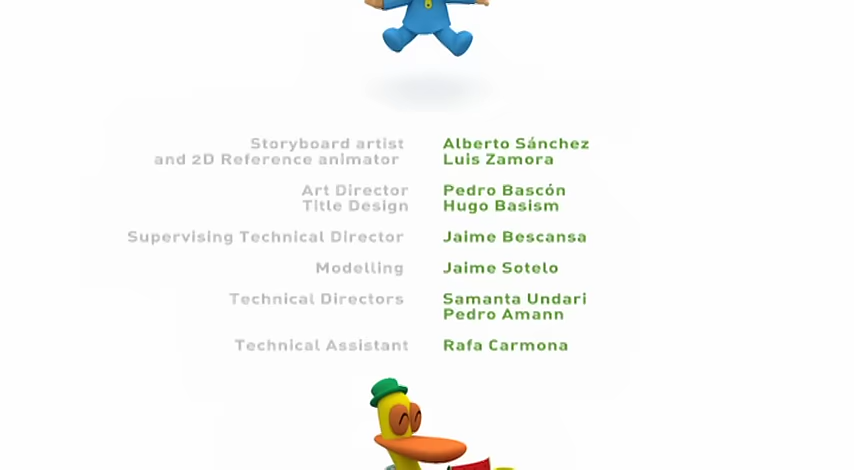 Storyboard artist Alberto Sánchez
and 2D Reference animator Luis Zamora
Art Director Pedro Bascón
Title Design Hugo Basism
Supervising Technical Director Jaime Bescansa
Modelling Jaime Sotelo
Technical Directors Samanta Undari
Pedro Amann
Technical Assistant Rafa Carmona